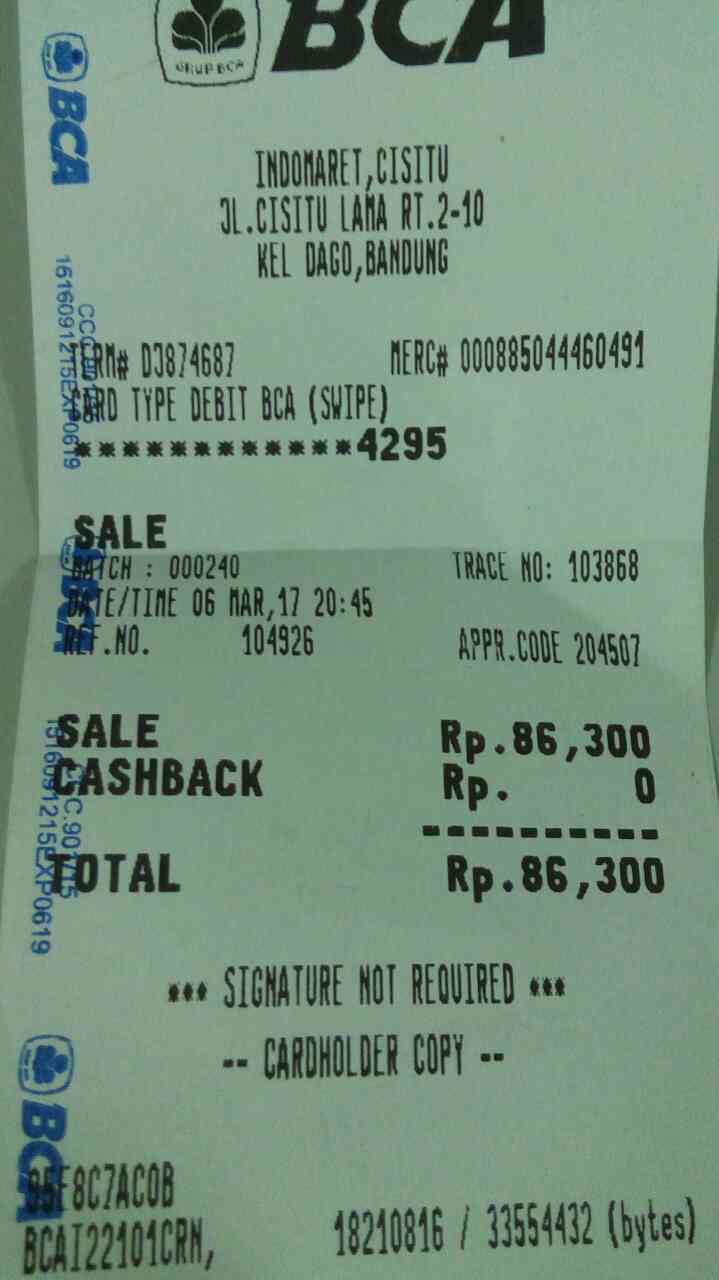 GRUP BCA
BCA
BCA
INDOMARET,CISITU
JL.CISITU LAMA RT.2-10
KEL DAGO,BANDUNG
TERM# DJ874687 MERC# 000885044460491
CARD TYPE DEBIT BCA (SWIPE)
************4295
SALE
BATCH : 000240 TRACE NO: 103868
DATE/TIME 06 MAR,17 20:45
REF.NO. 104926 APPR.CODE 204507
SALE Rp.86,300
CASHBACK Rp. 0
----------
TOTAL Rp.86,300
*** SIGNATURE NOT REQUIRED ***
-- CARDHOLDER COPY --
BCA
BCAI22101CRN, 18210816 / 33554432 (bytes)
1516091215EXP0619
BCA
1516091215EXP0619